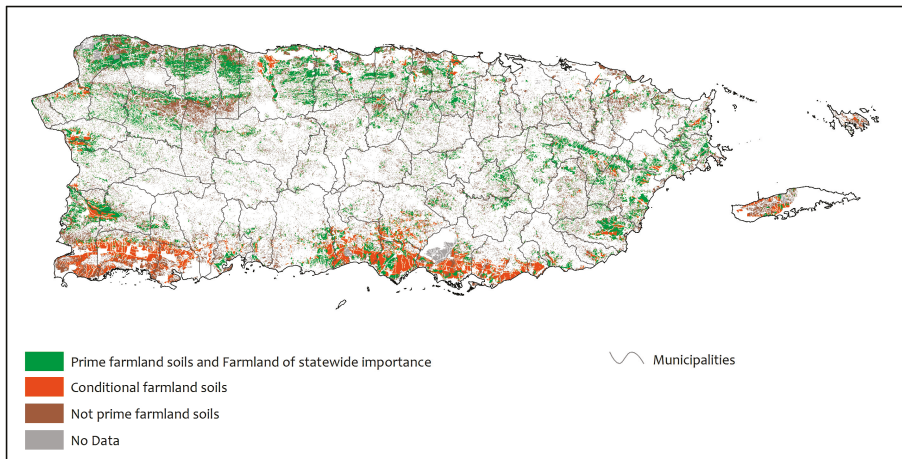 Prime farmland soils and Farmland of statewide importance
Municipalities
Conditional farmland soils
Not prime farmland soils
No Data